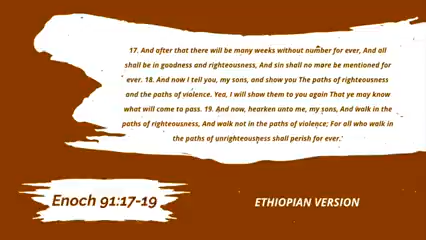 17. And after that there will be many weeks without number for ever, And all
shall be in goodness and righteousness, And sin shall no more be mentioned for
ever. 18. And now I tell you, my sons, and show you The paths of righteousness
and the paths of violence. Yea, I will show them to you again That ye may know
what will come to pass. 19. And now, hearken unto me, my sons, And walk in the
paths of righteousness, And walk not in the paths of violence; For all who walk in
the paths of unrighteousness shall perish for ever.'
Enoch 91:17-19
ETHIOPIAN VERSION